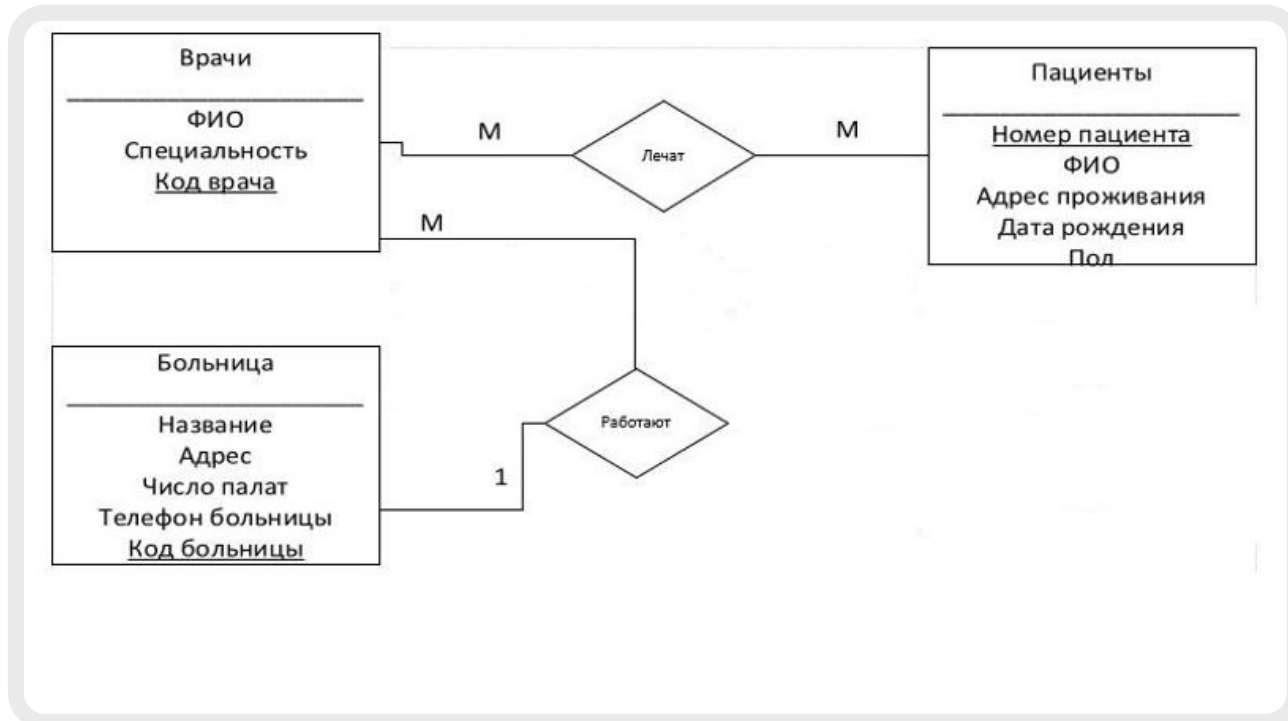 Врачи
ФИО
Специальность
Код врача
М
Лечат
М
Пациенты
Номер пациента
ФИО
Адрес проживания
Дата рождения
Пол
М
Работают
1
Больница
Название
Адрес
Число палат
Телефон больницы
Код больницы